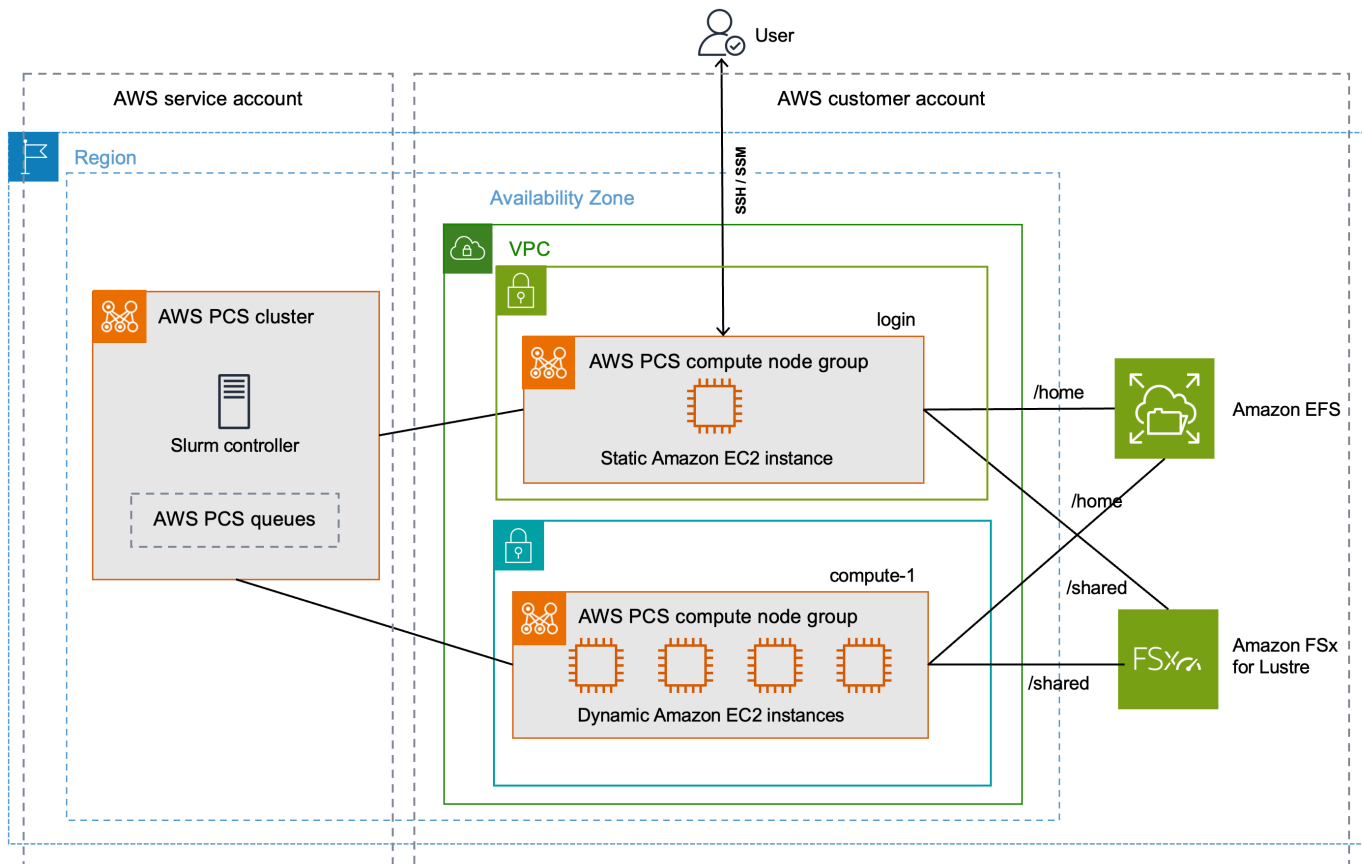 User
AWS service account
AWS customer account
Region
SSH / SSM
Availability Zone
VPC
AWS PCS cluster
login
AWS PCS compute node group
/home
Amazon EFS
Slurm controller
Static Amazon EC2 instance
AWS PCS queues
/home
compute-1
/shared
AWS PCS compute node group
FSx
Amazon FSx
for Lustre
/shared
Dynamic Amazon EC2 instances